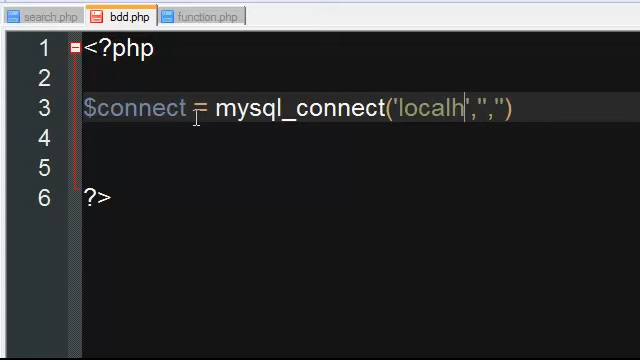 search.php bdd.php function.php
1 <?php
2
3 $connect = mysql_connect('localh','','')
4
5
6 ?>